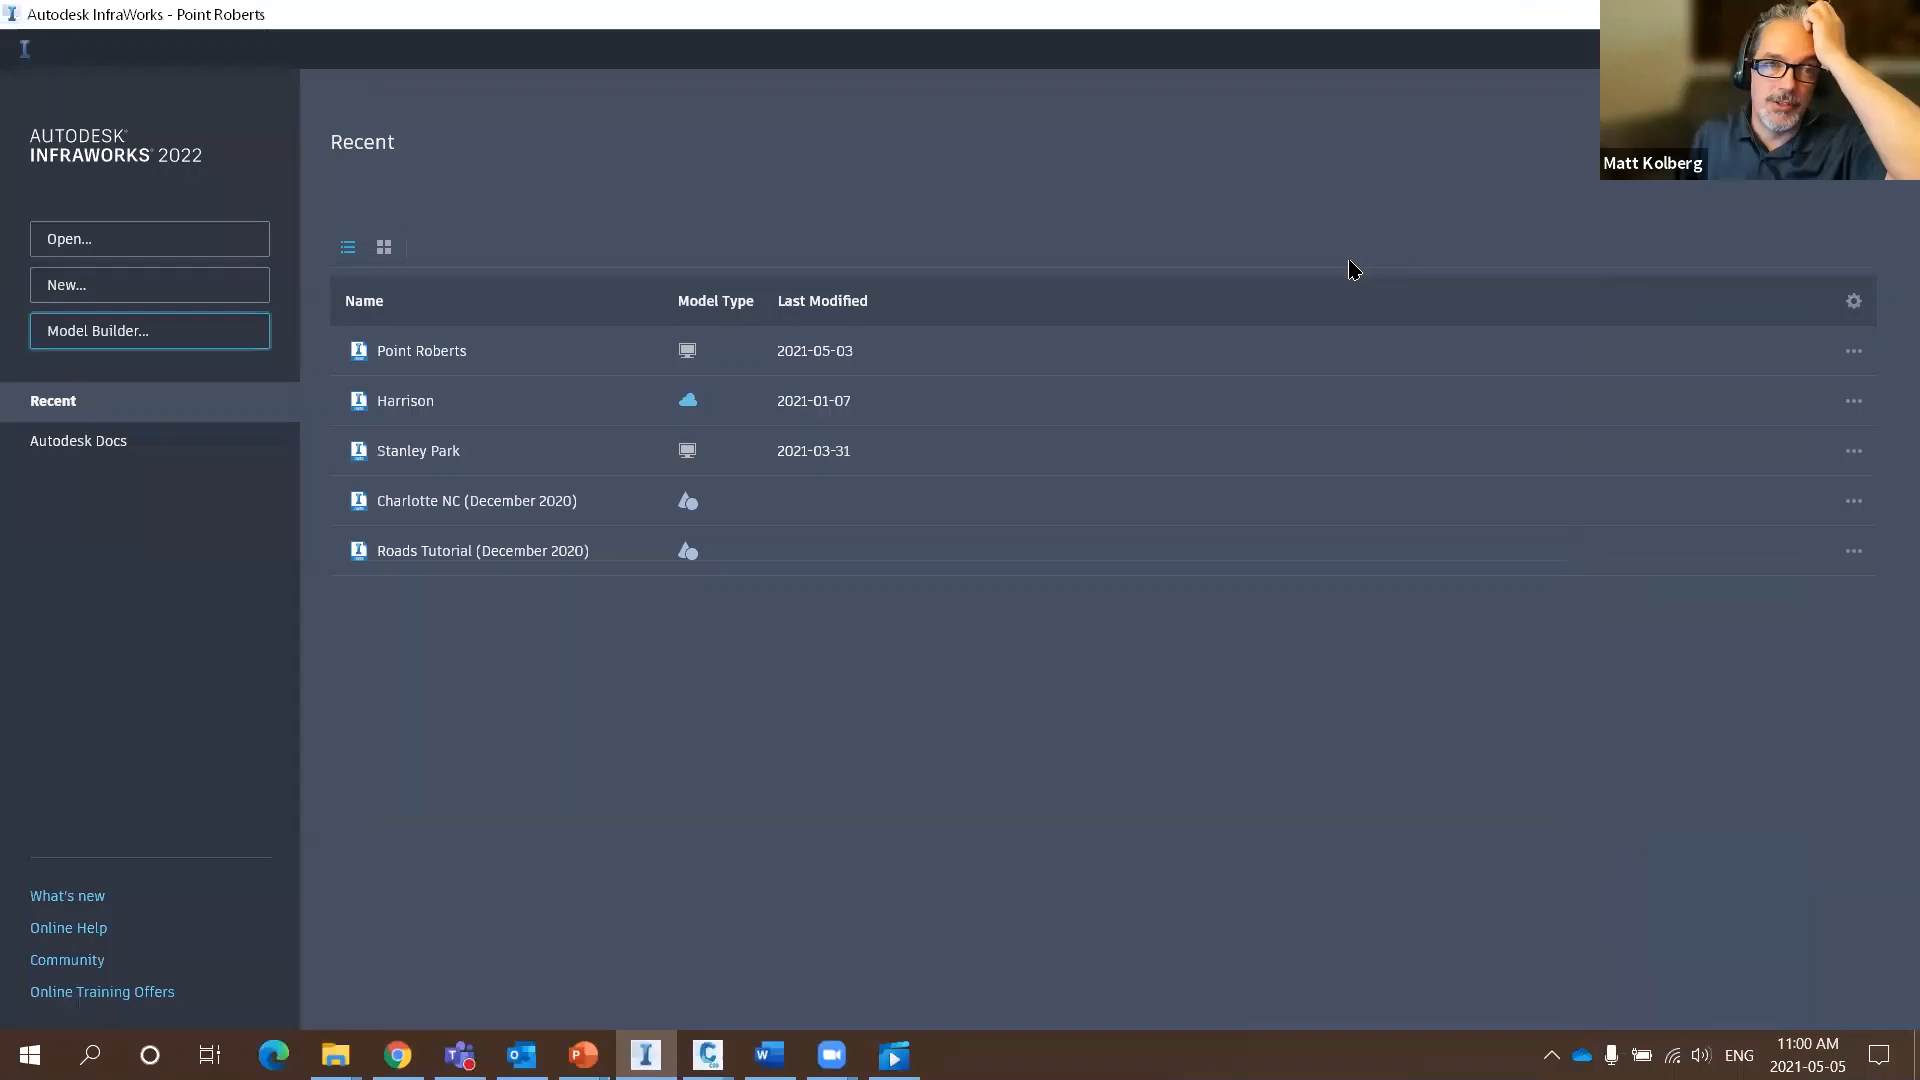 Autodesk InfraWorks - Point Roberts
AUTODESK®
INFRAWORKS® 2022
Open...
New...
Model Builder...
Recent
Autodesk Docs
What's new
Online Help
Community
Online Training Offers
Recent
Name Model Type Last Modified
Point Roberts 2021-05-03
Harrison 2021-01-07
Stanley Park 2021-03-31
Charlotte NC (December 2020)
Roads Tutorial (December 2020)
Matt Kolberg
ENG
11:00 AM
2021-05-05